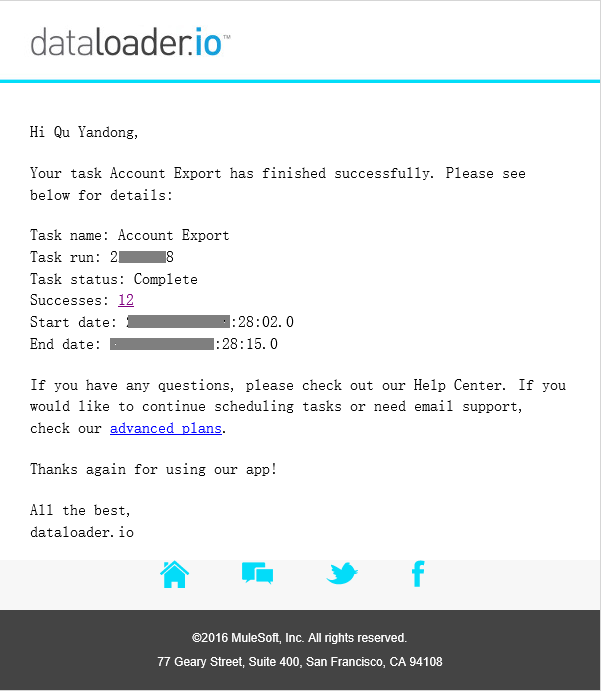 dataloader.io™
Hi Qu Yandong,
Your task Account Export has finished successfully. Please see
below for details:
Task name: Account Export
Task run: 2 8
Task status: Complete
Successes: 12
Start date: :28:02.0
End date: :28:15.0
If you have any questions, please check out our Help Center. If you
would like to continue scheduling tasks or need email support,
check our advanced plans.
Thanks again for using our app!
All the best,
dataloader.io
©2016 MuleSoft, Inc. All rights reserved.
77 Geary Street, Suite 400, San Francisco, CA 94108